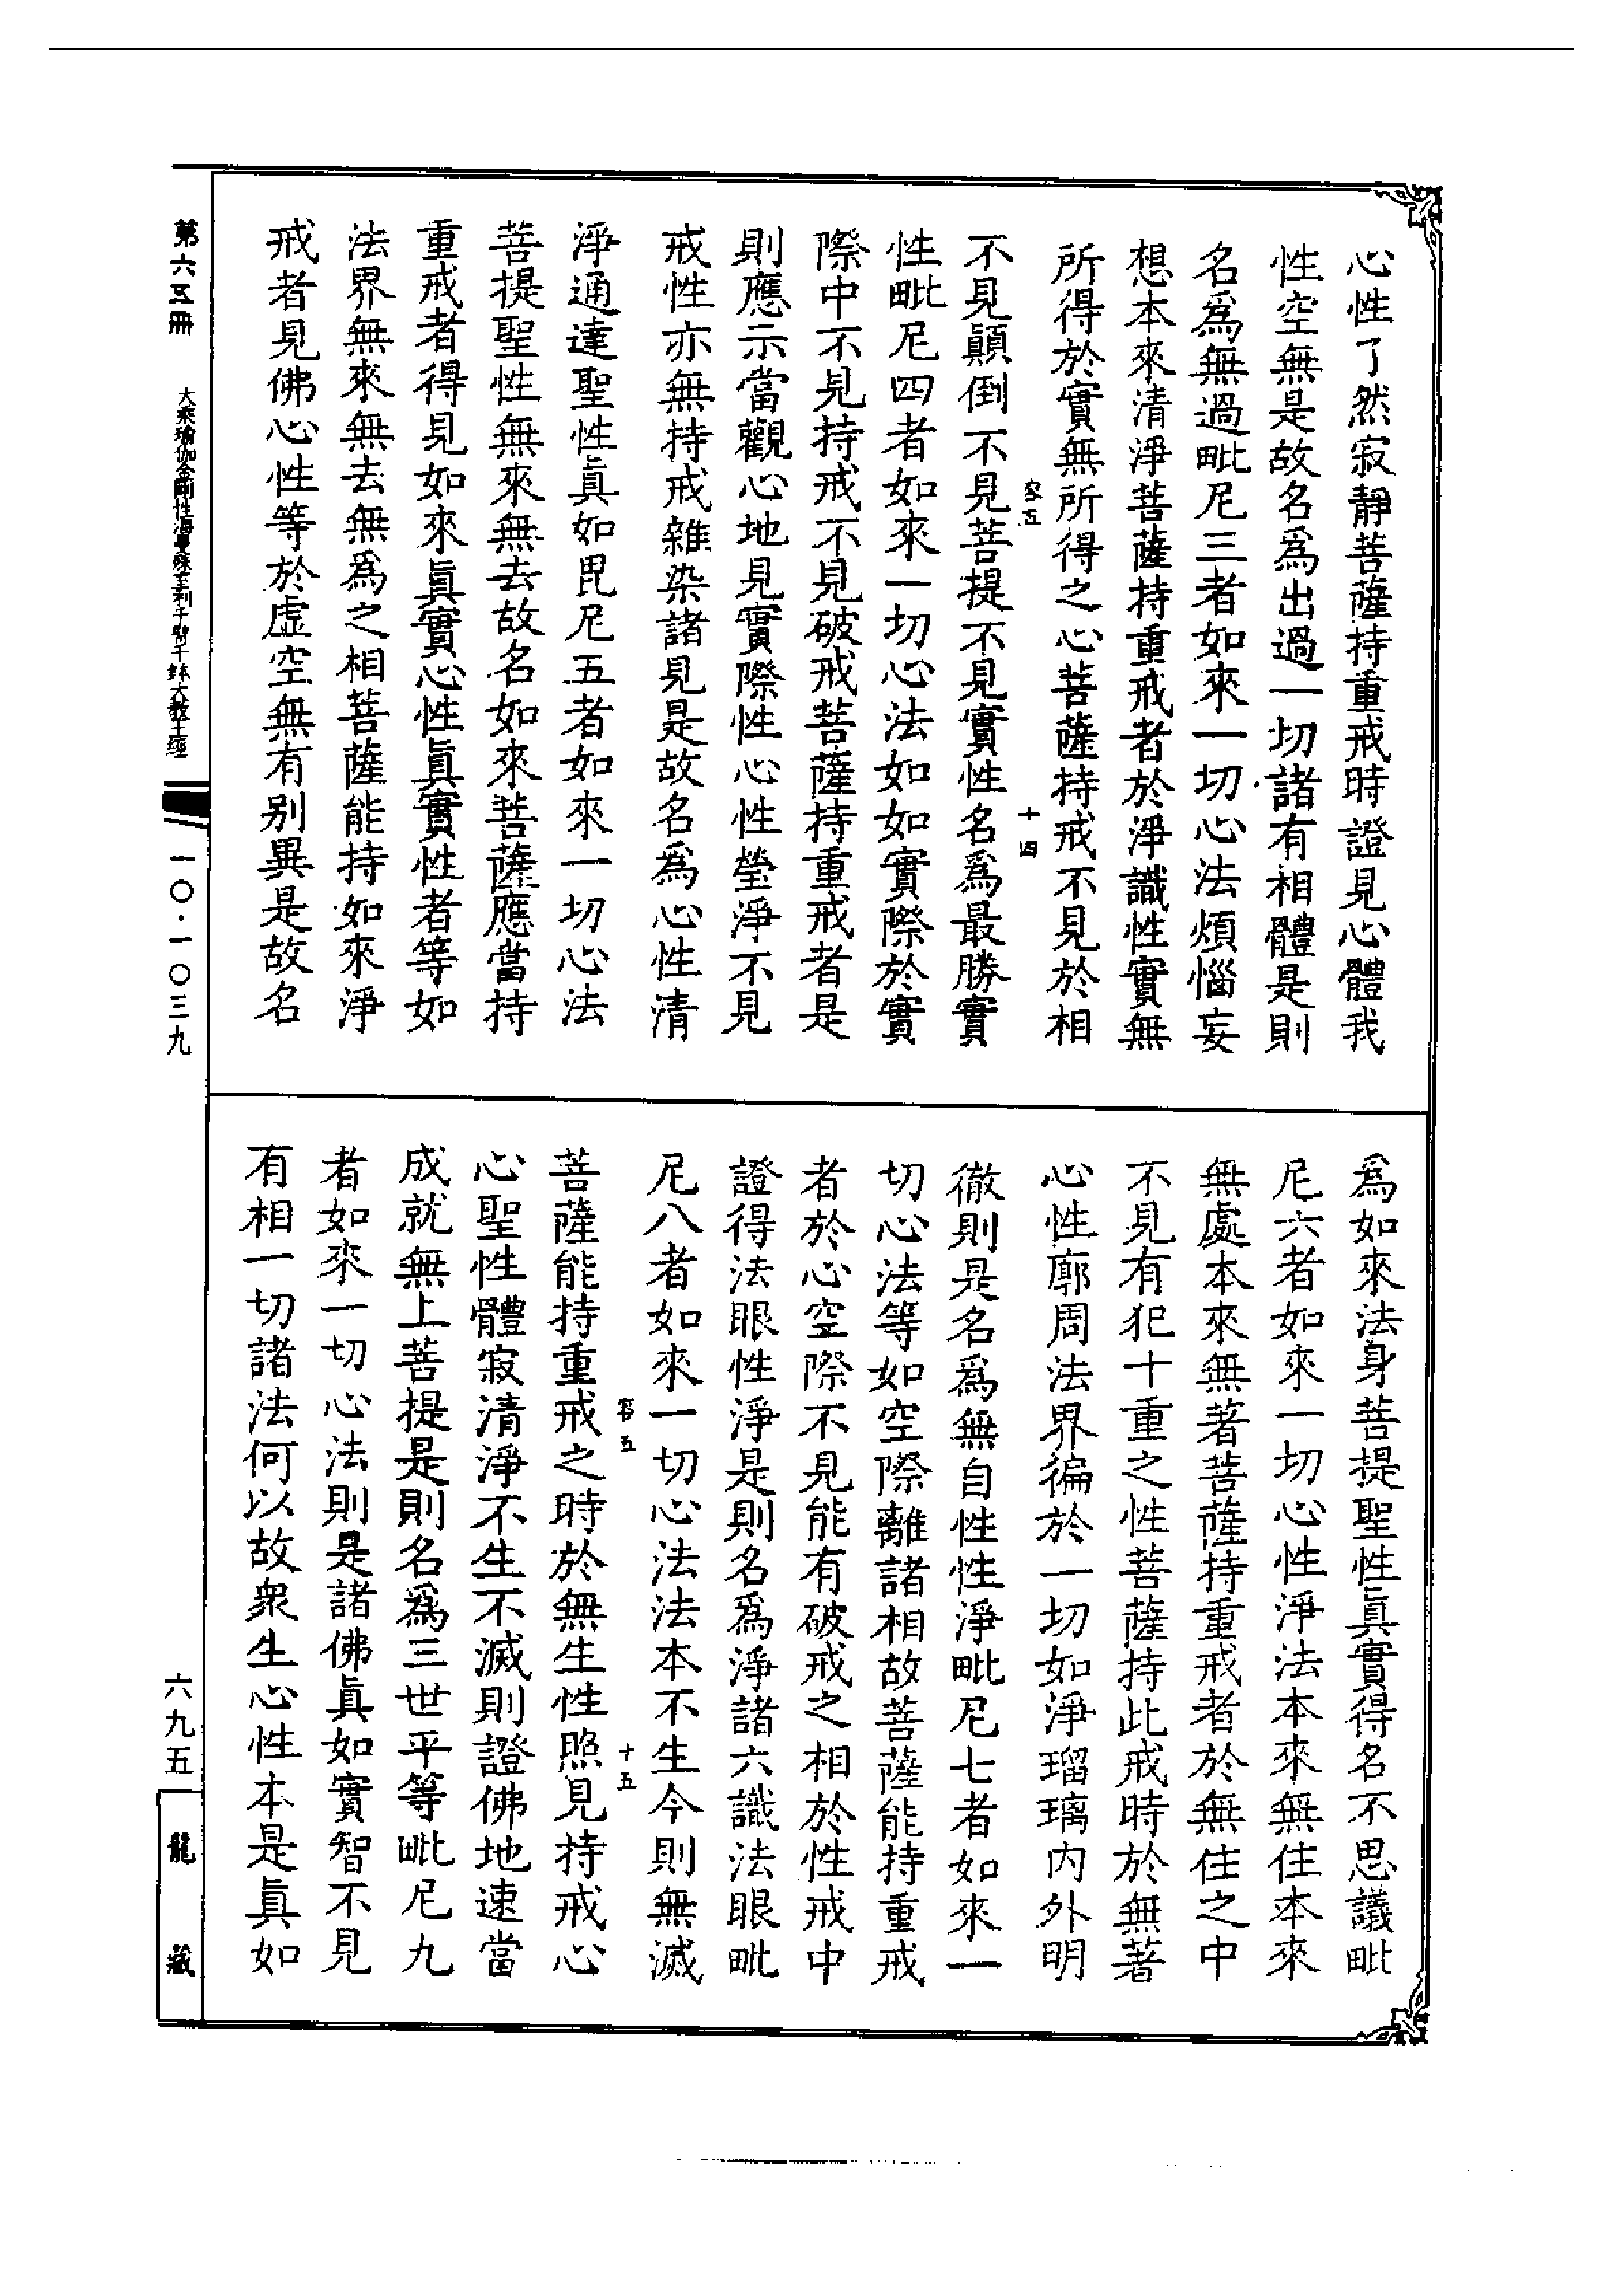 心性了然寂靜菩薩持重戒時證見心體我
性空無是故名爲出過一切諸有相體是則
名爲無過毗尼三者如來一切心法煩惱妄
想本來清淨菩薩持重戒者於淨識性實無
所得於實無所得之心菩薩持戒不見於相
容五 十四
不見顚倒不見菩提不見實性名爲最勝實
性毗尼四者如來一切心法如如實際於實
際中不見持戒不見破戒菩薩持重戒者是
則應示當觀心地見實際性心性瑩淨不見
戒性亦無持戒雜染諸見是故名爲心性清
淨通達聖性眞如毘尼五者如來一切心法
菩提聖性無來無去故名如來菩薩應當持
重戒者得見如來眞實心性眞實性者等如
法界無來無去無爲之相菩薩能持如來淨
戒者見佛心性等於虛空無有别異是故名
爲如來法身菩提聖性眞實得名不思議毗
尼六者如來一切心性淨法本來無住本來
無處本來無著菩薩持重戒者於無住之中
不見有犯十重之性菩薩持此戒時於無著
心性廓周法界徧於一切如淨瑠璃内外明
徹則是名爲無自性性淨毗尼七者如來一
切心法等如空際離諸相故菩薩能持重戒
者於心空際不見能有破戒之相於性戒中
證得法眼性淨是則名爲淨諸六識法眼毗
尼八者如來一切心法法本不生今則無滅
容五 十五
菩薩能持重戒之時於無生性照見持戒心
心聖性體寂清淨不生不滅則證佛地速當
成就無上菩提是則名爲三世平等毗尼九
者如來一切心法則是諸佛眞如實智不見
有相一切諸法何以故衆生心性本是眞如
第六五冊 大乘瑜伽金剛性海曼殊室利千臂千鉢大教王經 一〇·一〇三九
六九五 龍藏